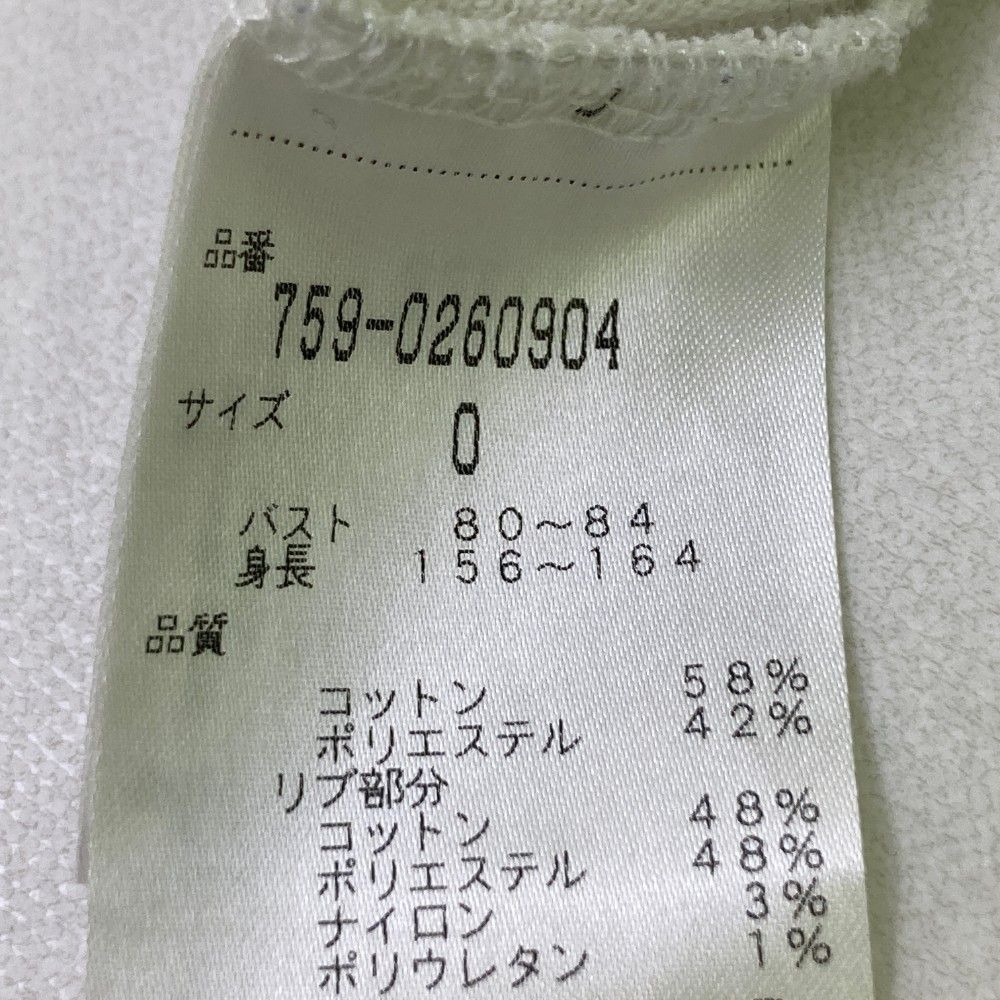 品番
759-0260904
サイズ 0
バスト 80～84
身長 156～164
品質
コットン 58%
ポリエステル 42%
リブ部分
コットン 48%
ポリエステル 48%
ナイロン 3%
ポリウレタン 1%